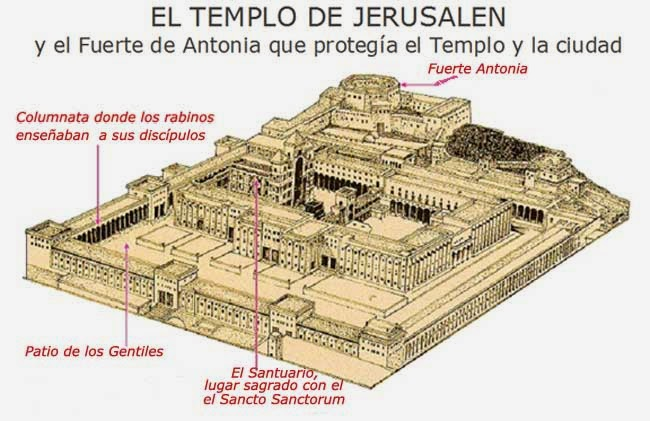 EL TEMPLO DE JERUSALEN
y el Fuerte de Antonia que protegía el Templo y la ciudad
Fuerte Antonia
Columnata donde los rabinos
enseñaban a sus discípulos
Patio de los Gentiles
El Santuario,
lugar sagrado con el
el Sancto Sanctorum